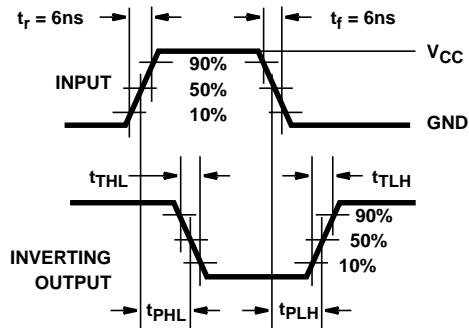 tr = 6ns
tf = 6ns
VCC
90%
INPUT
50%
10%
GND
tTHL
tTLH
90%
50%
INVERTING
10%
OUTPUT
tPHL
tPLH